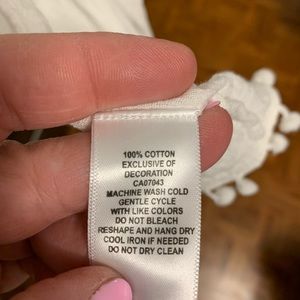 100% COTTON
EXCLUSIVE OF
DECORATION
CA07043
MACHINE WASH COLD
GENTLE CYCLE
WITH LIKE COLORS
DO NOT BLEACH
RESHAPE AND HANG DRY
COOL IRON IF NEEDED
DO NOT DRY CLEAN